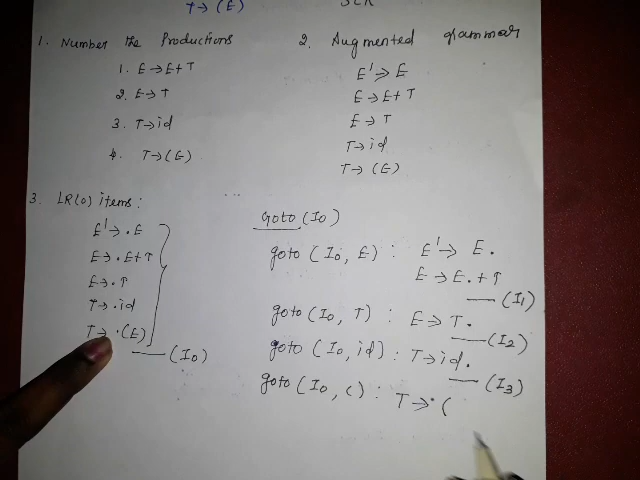 T→(E)
SLR
1. Number the Productions
1. E→E+T
2. E→T
3. T→id
4. T→(E)
2. Augmented grammar
E'→E
E→E+T
E→T
T→id
T→(E)
3. LR(0) items:
E'→.E
E→.E+T
E→.T
T→.id
T→.(E)
(I0)
Goto (I0)
goto (I0, E) : E'→ E.
E→E.+T
(I1)
goto (I0, T) : E→T.
(I2)
goto (I0, id) : T→id.
(I3)
goto (I0, () : T→.(